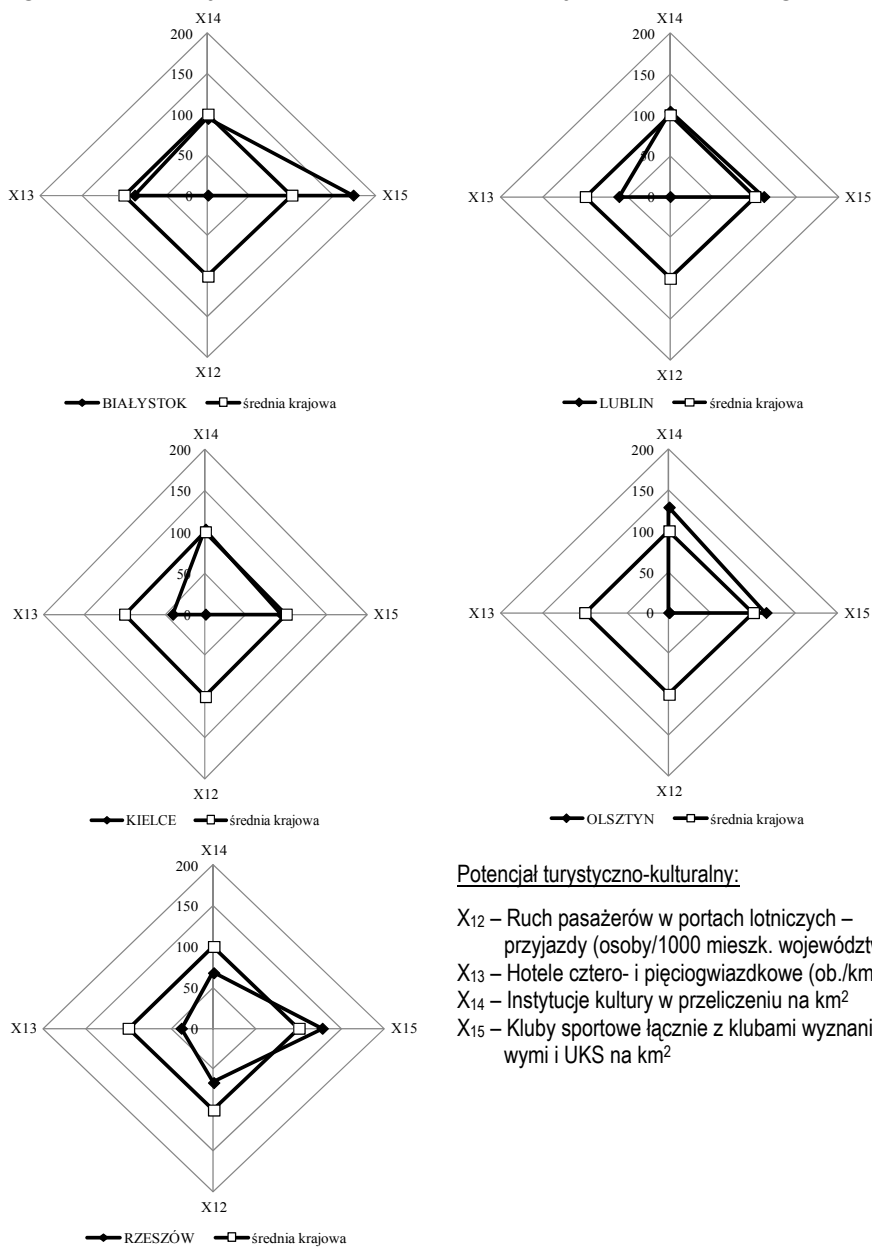 X14
200
150
100
50
0
X13
X15
X12
BIAŁYSTOK średnia krajowa
X14
200
150
100
50
0
X13
X15
X12
LUBLIN średnia krajowa
X14
200
150
100
50
0
X13
X15
X12
KIELCE średnia krajowa
X14
200
150
100
50
0
X13
X15
X12
OLSZTYN średnia krajowa
X14
200
150
100
50
0
X13
X15
X12
RZESZÓW średnia krajowa
Potencjał turystyczno-kulturalny:
X₁₂ – Ruch pasażerów w portach lotniczych –
przyjazdy (osoby/1000 mieszk. województw
X₁₃ – Hotele cztero- i pięciogwiazdkowe (ob./km
X₁₄ – Instytucje kultury w przeliczeniu na km²
X₁₅ – Kluby sportowe łącznie z klubami wyznani
wymi i UKS na km²